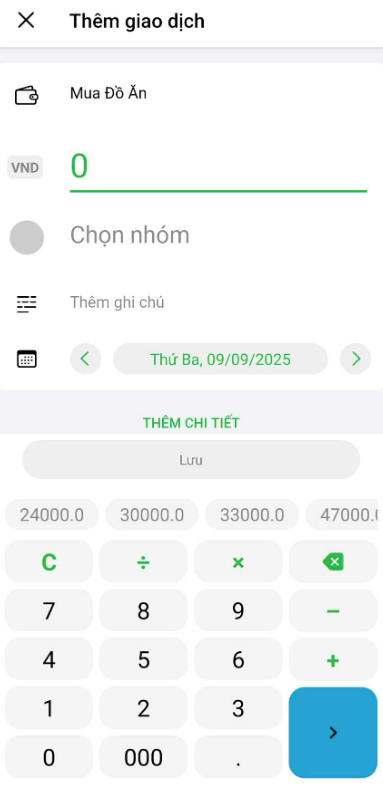 Thêm giao dịch
Mua Đồ Ăn
VND 0
Chọn nhóm
Thêm ghi chú
Thứ Ba, 09/09/2025
THÊM CHI TIẾT
Lưu
24000.0 30000.0 33000.0 47000.
C ÷ × 
7 8 9 −
4 5 6 +
1 2 3
0 000 .